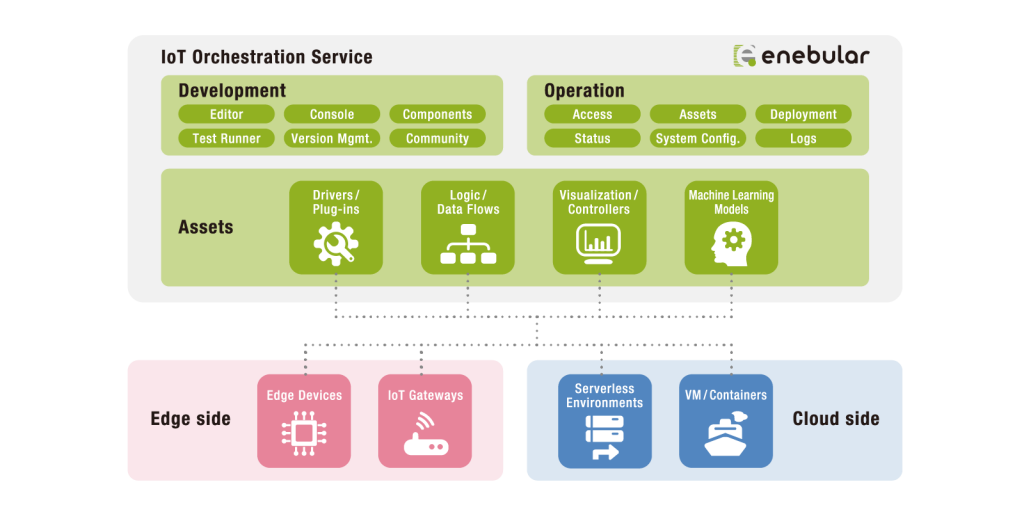 IoT Orchestration Service
enebular
Development
Editor
Console
Components
Test Runner
Version Mgmt.
Community
Operation
Access
Assets
Deployment
Status
System Config.
Logs
Assets
Drivers /
Plug-ins
Logic /
Data Flows
Visualization /
Controllers
Machine Learning
Models
Edge side
Edge Devices
IoT Gateways
Serverless
Environments
VM / Containers
Cloud side